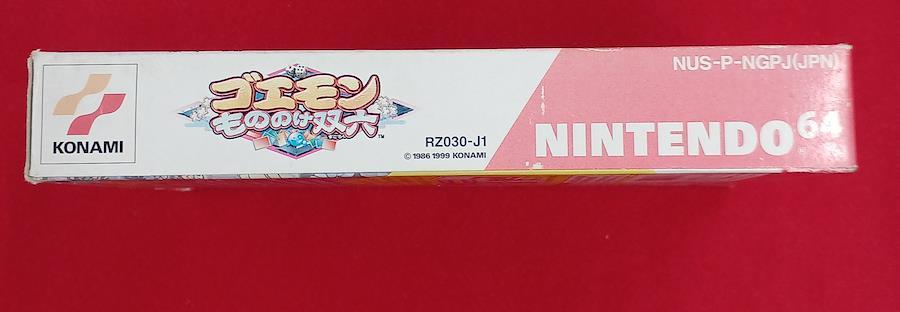 KONAMI
ゴエモン
もののけ双六
TM
RZ030-J1
© 1986 1999 KONAMI
NUS-P-NGPJ(JPN)
NINTENDO64